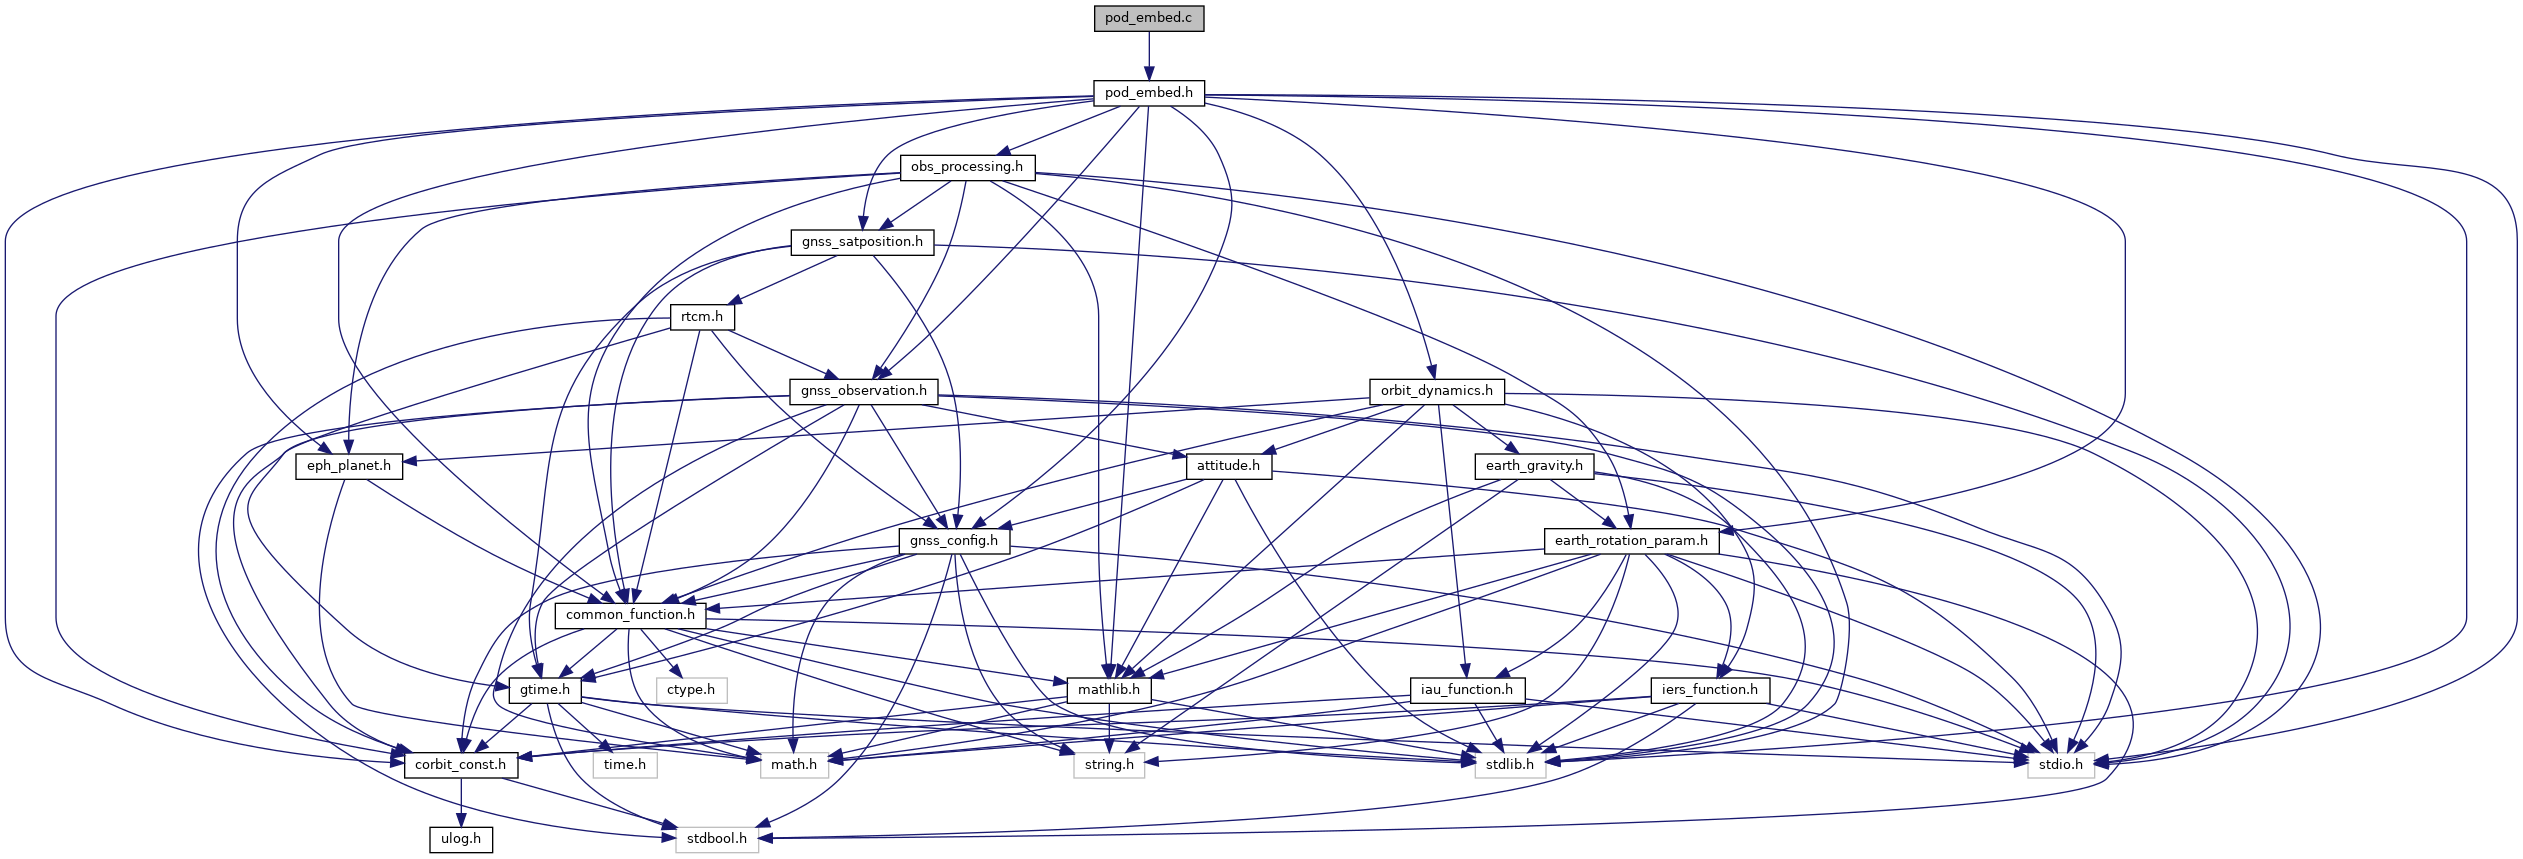 pod_embed.c
pod_embed.h
obs_processing.h
gnss_satposition.h
rtcm.h
gnss_observation.h
orbit_dynamics.h
eph_planet.h
attitude.h
earth_gravity.h
gnss_config.h
earth_rotation_param.h
common_function.h
gtime.h
ctype.h
mathlib.h
iau_function.h
iers_function.h
corbit_const.h
time.h
math.h
string.h
stdlib.h
stdio.h
ulog.h
stdbool.h